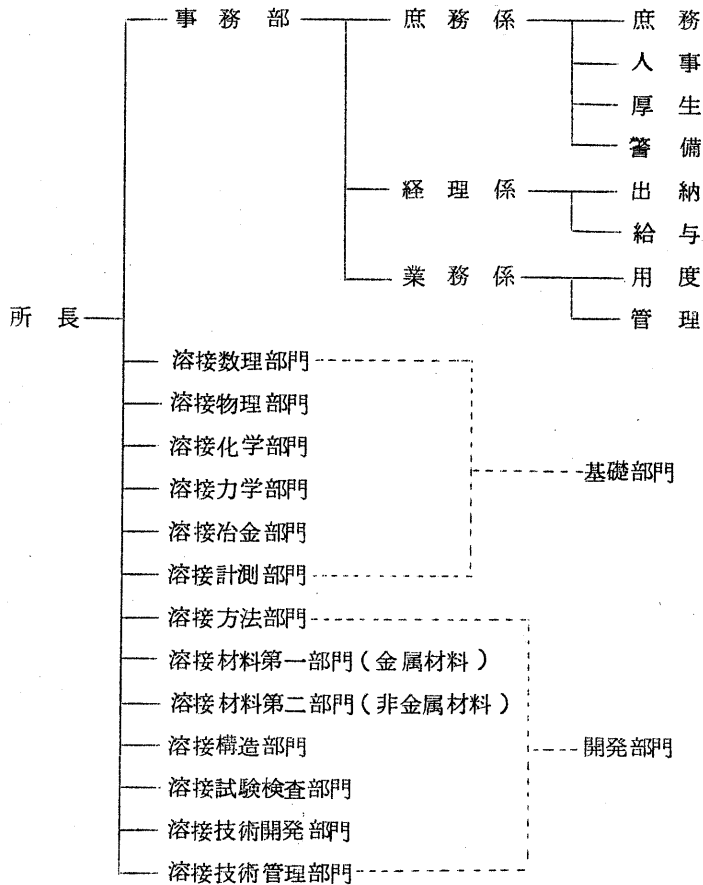 事務部 庶務係 庶務
人事
厚生
警備
経理係 出納
給与
業務係 用度
所長 管理
溶接数理部門
溶接物理部門
溶接化学部門
基礎部門
溶接力学部門
溶接冶金部門
溶接計測部門
溶接方法部門
溶接材料第一部門(金属材料)
溶接材料第二部門(非金属材料)
溶接構造部門 開発部門
溶接試験検査部門
溶接技術開発部門
溶接技術管理部門